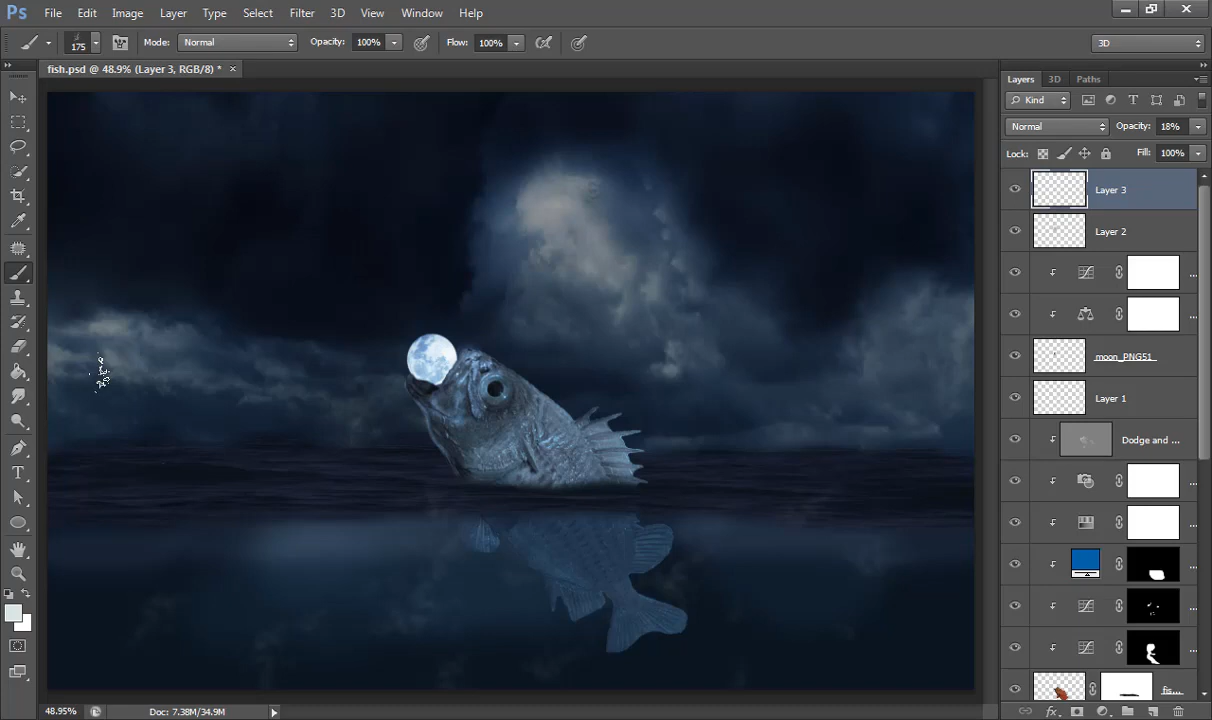 Ps File Edit Image Layer Type Select Filter 3D View Window Help
175 Mode: Normal Opacity: 100% Flow: 100% 3D
fish.psd @ 48.9% (Layer 3, RGB/8) * ×
Layers 3D Paths
Kind
Normal Opacity: 18%
Lock: Fill: 100%
Layer 3
Layer 2
...
...
moon_PNG51
Layer 1
Dodge and ...
...
...
...
...
...
48.95% Doc: 7.38M/34.9M
fx